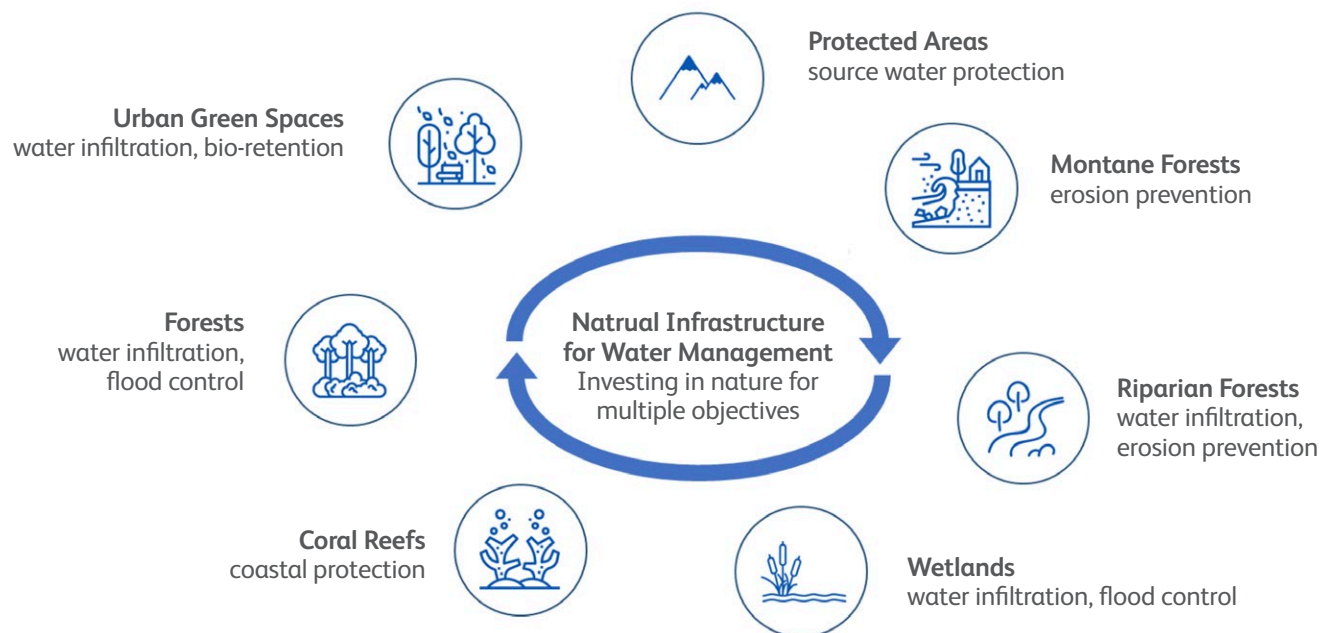 Protected Areas
source water protection
Urban Green Spaces
water infiltration, bio-retention
Montane Forests
erosion prevention
Natrual Infrastructure
for Water Management
Investing in nature for
multiple objectives
Forests
water infiltration,
flood control
Riparian Forests
water infiltration,
erosion prevention
Coral Reefs
coastal protection
Wetlands
water infiltration, flood control